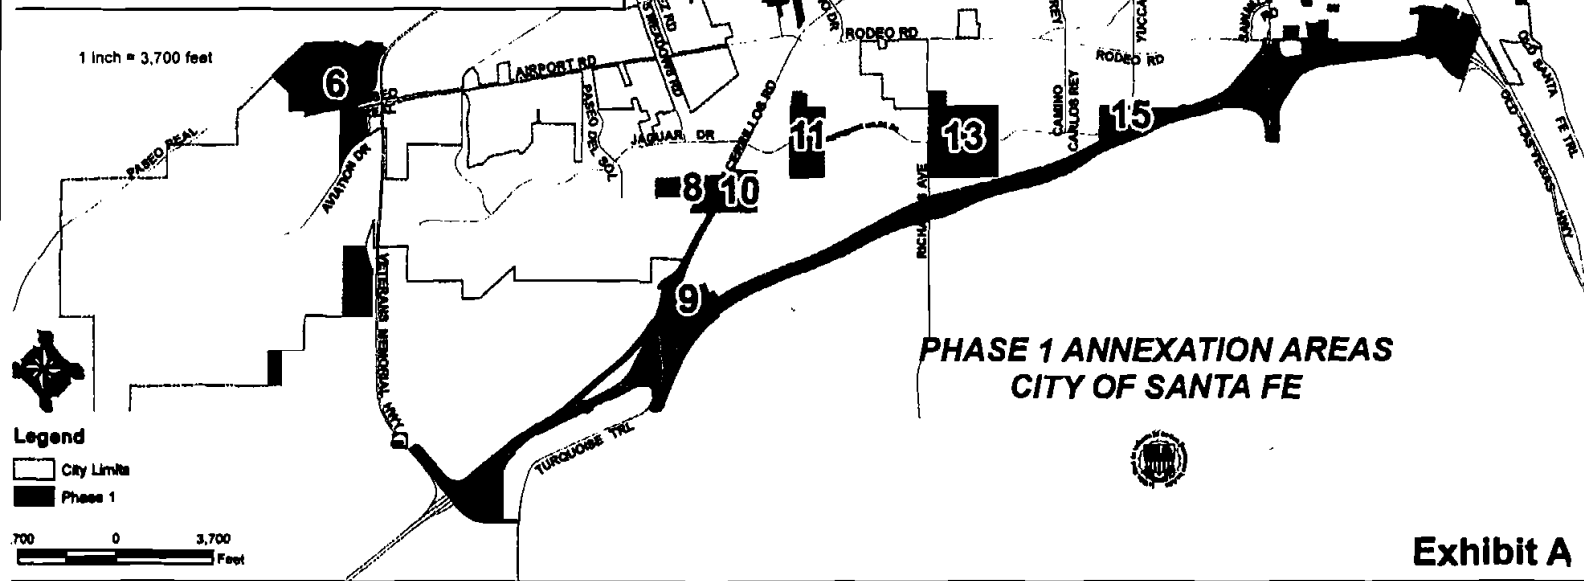 1 inch = 3,700 feet
6
AIRPORT RD
RODEO RD
RODEO RD
PASEO REAL
AVIATION DR
PASEO DEL SOL
JAGUAR DR
CERRILLOS RD
11
13
15
CAMINO
CARLOS REY
YUCCA
OLD SANTA
FE TRL
OLD LAS VEGAS HWY
8
10
9
VETERANS MEMORIAL HWY
TURQUOISE TRL
PHASE 1 ANNEXATION AREAS
CITY OF SANTA FE
Legend
City Limits
Phase 1
,700 0 3,700
Feet
Exhibit A